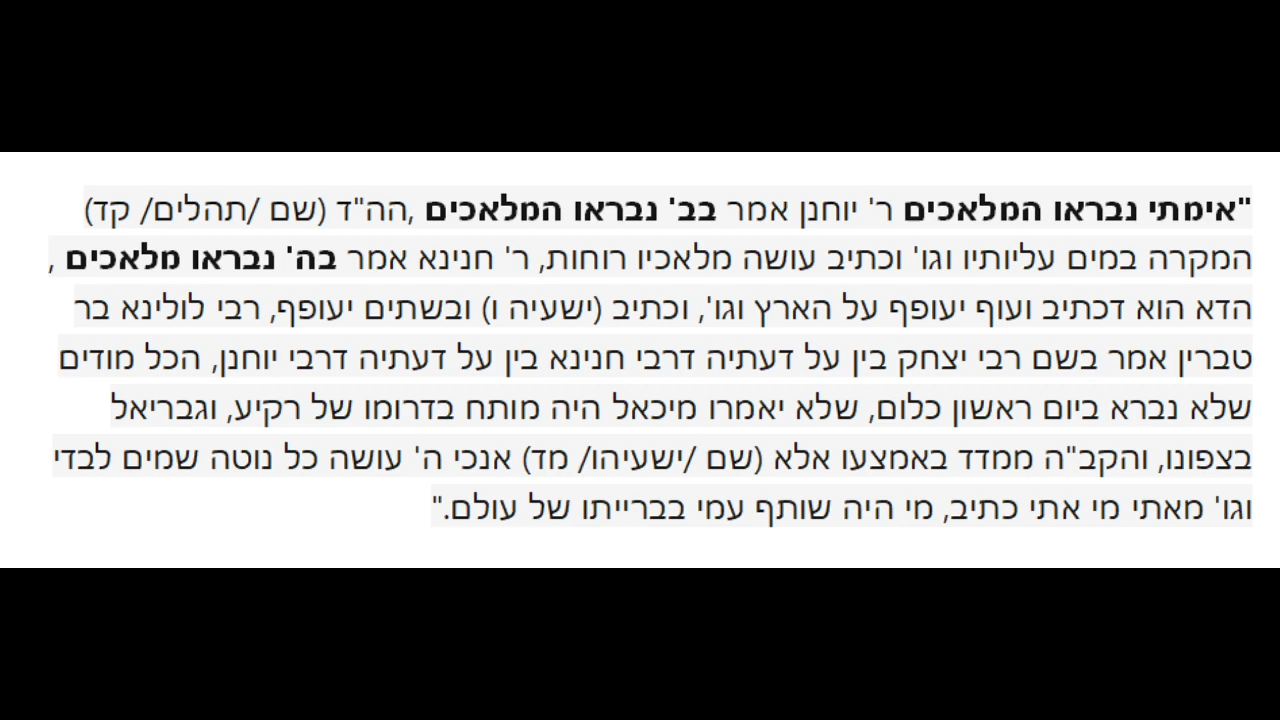 "אימתי נבראו המלאכים ר' יוחנן אמר בב' נבראו המלאכים ,הה"ד (שם /תהלים/ קד)
המקרה במים עליותיו וגו' וכתיב עושה מלאכיו רוחות, ר' חנינא אמר בה' נבראו מלאכים ,
הדא הוא דכתיב ועוף יעופף על הארץ וגו', וכתיב (ישעיה ו) ובשתים יעופף, רבי לולינא בר
טברין אמר בשם רבי יצחק בין על דעתיה דרבי חנינא בין על דעתיה דרבי יוחנן, הכל מודים
שלא נברא ביום ראשון כלום, שלא יאמרו מיכאל היה מותח בדרומו של רקיע, וגבריאל
בצפונו, והקב"ה ממדד באמצעו אלא (שם /ישעיהו/ מד) אנכי ה' עושה כל נוטה שמים לבדי
וגו' מאתי מי אתי כתיב, מי היה שותף עמי בברייתו של עולם."